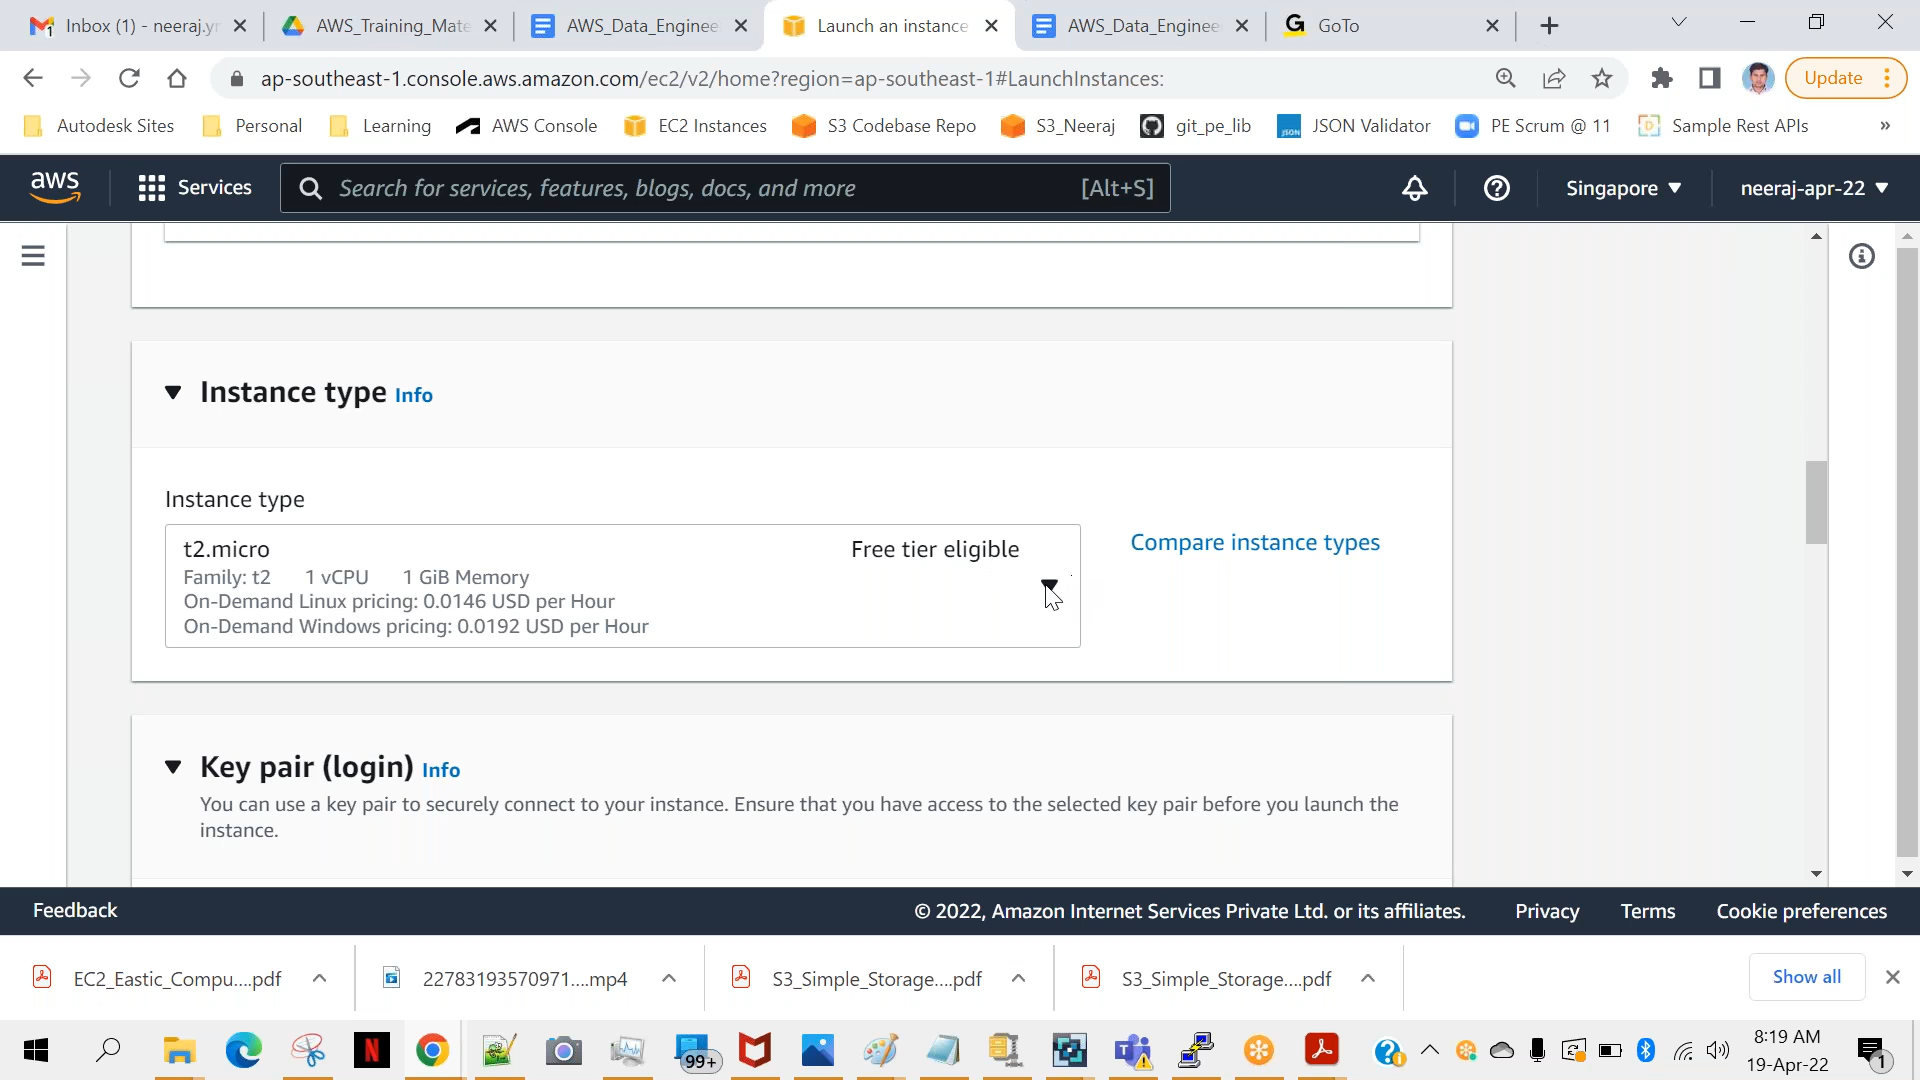 Inbox (1) - neeraj.yr
AWS_Training_Mate
AWS_Data_Enginee
Launch an instance
AWS_Data_Enginee
GoTo
ap-southeast-1.console.aws.amazon.com/ec2/v2/home?region=ap-southeast-1#LaunchInstances:
Update
Autodesk Sites
Personal
Learning
AWS Console
EC2 Instances
S3 Codebase Repo
S3_Neeraj
git_pe_lib
JSON Validator
PE Scrum @ 11
Sample Rest APIs
»
aws
Services
Search for services, features, blogs, docs, and more
[Alt+S]
Singapore
neeraj-apr-22
Instance type Info
Instance type
t2.micro
Free tier eligible
Family: t2 1 vCPU 1 GiB Memory
On-Demand Linux pricing: 0.0146 USD per Hour
On-Demand Windows pricing: 0.0192 USD per Hour
Compare instance types
Key pair (login) Info
You can use a key pair to securely connect to your instance. Ensure that you have access to the selected key pair before you launch the
instance.
Feedback
© 2022, Amazon Internet Services Private Ltd. or its affiliates.
Privacy
Terms
Cookie preferences
EC2_Eastic_Compu....pdf
22783193570971....mp4
S3_Simple_Storage....pdf
S3_Simple_Storage....pdf
Show all
99+
8:19 AM
19-Apr-22
1